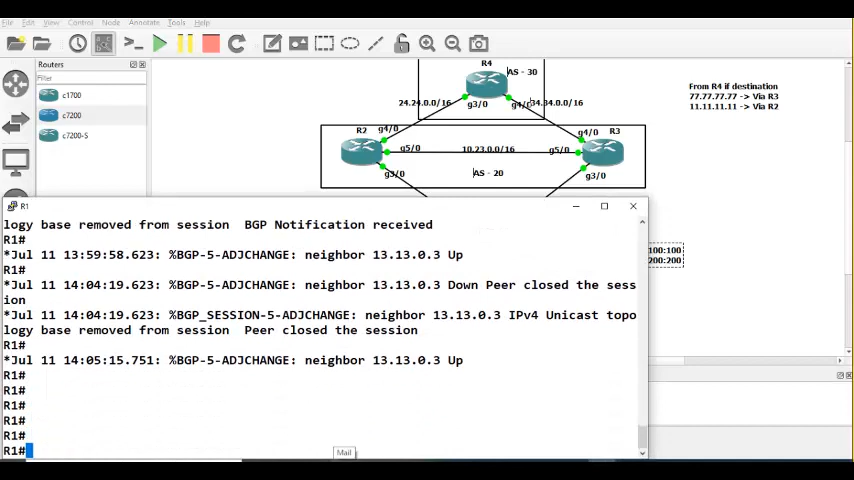 File Edit View Control Node Annotate Tools Help
Routers
Filter
c1700
c7200
c7200-S
R4
AS - 30
24.24.0.0/16
g3/0
34.34.0.0/16
R2
g4/0
g4/0
R3
g5/0
10.23.0.0/16
g5/0
g3/0
AS - 20
g3/0
From R4 if destination
77.77.77.77 -> Via R3
11.11.11.11 -> Via R2
100:100
200:200
R1
logy base removed from session  BGP Notification received
R1#
*Jul 11 13:59:58.623: %BGP-5-ADJCHANGE: neighbor 13.13.0.3 Up
R1#
*Jul 11 14:04:19.623: %BGP-5-ADJCHANGE: neighbor 13.13.0.3 Down Peer closed the sess
ion
*Jul 11 14:04:19.623: %BGP_SESSION-5-ADJCHANGE: neighbor 13.13.0.3 IPv4 Unicast topo
logy base removed from session  Peer closed the session
R1#
*Jul 11 14:05:15.751: %BGP-5-ADJCHANGE: neighbor 13.13.0.3 Up
R1#
R1#
R1#
R1#
R1#
R1#
Mail